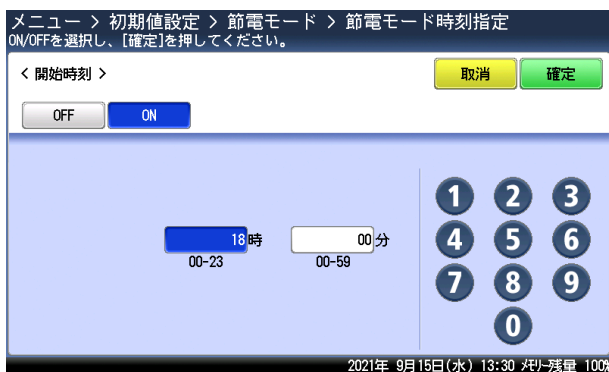 メニュー > 初期値設定 > 節電モード > 節電モード時刻指定
ON/OFFを選択し、[確定]を押してください。
< 開始時刻 >
取消
確定
OFF
ON
18時
00分
00-23
00-59
1 2 3
4 5 6
7 8 9
0
2021年 9月15日(水) 13:30 メモリー残量 100%